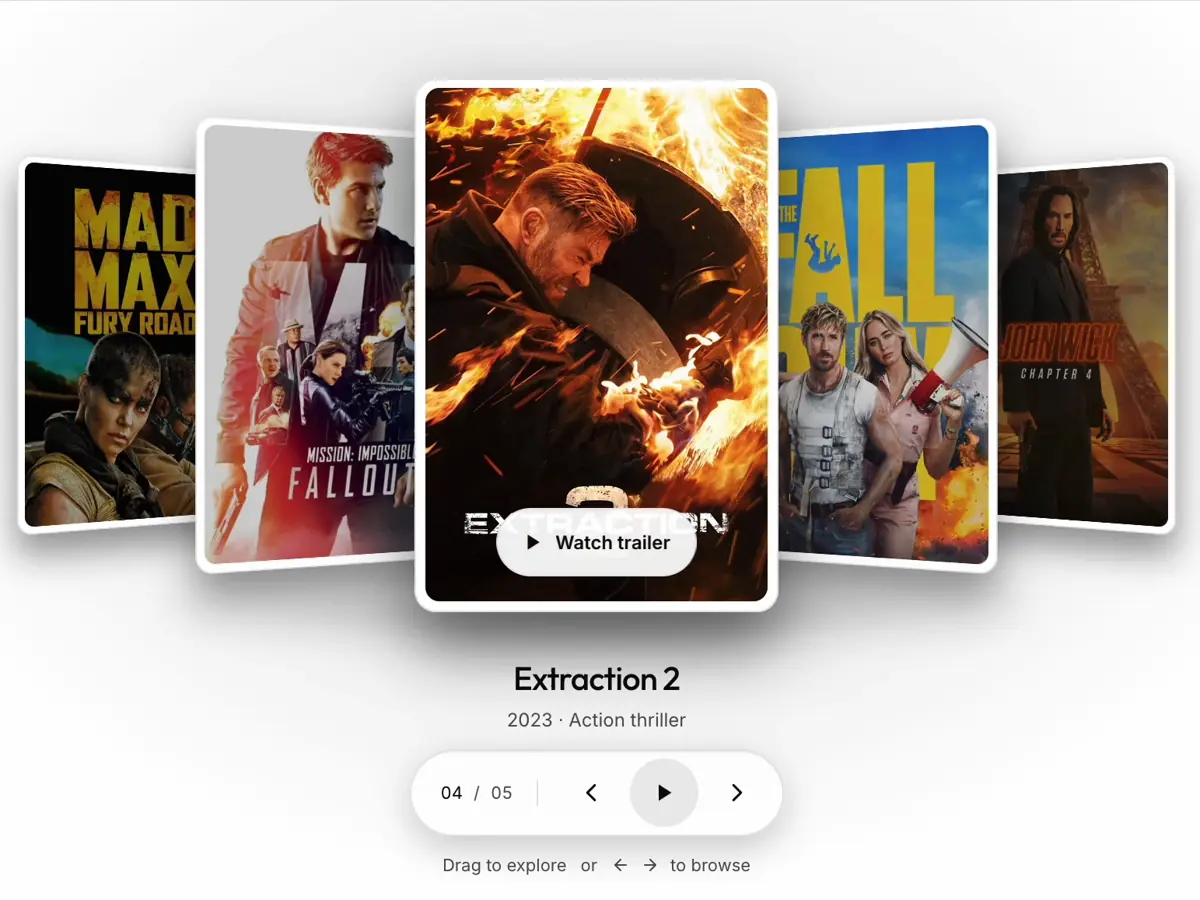 MAD
MAX
FURY ROAD
MISSION: IMPOSSIBLE
FALLOUT
2
EXTRACTION
Watch trailer
THE
FALL
JOHN WICK
CHAPTER 4
Extraction 2
2023 · Action thriller
04 / 05
Drag to explore or ← → to browse